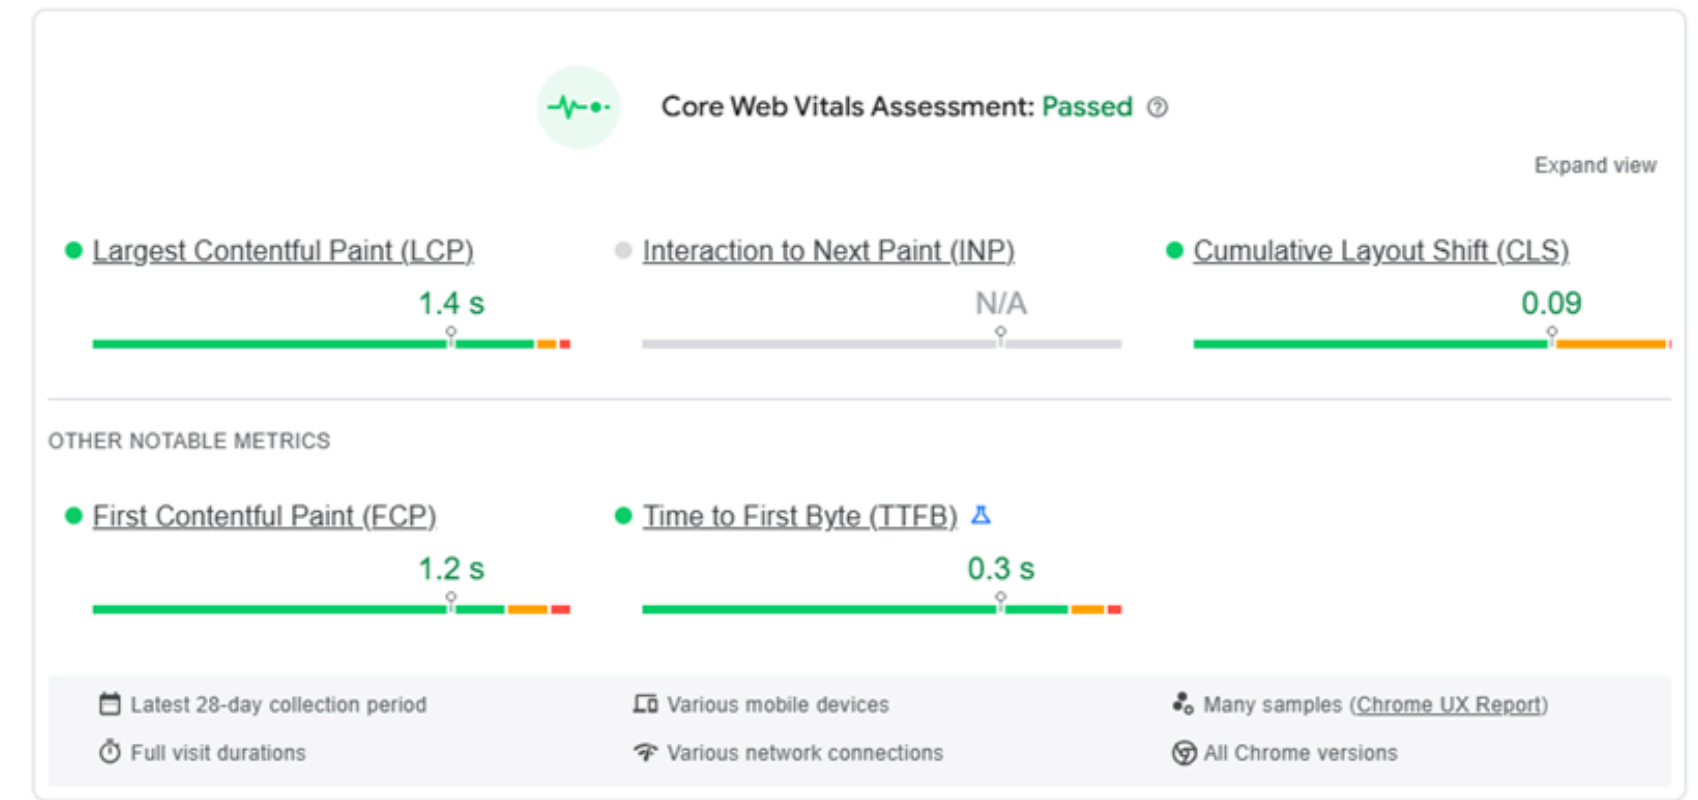 Core Web Vitals Assessment: Passed
Expand view
Largest Contentful Paint (LCP)
1.4 s
Interaction to Next Paint (INP)
N/A
Cumulative Layout Shift (CLS)
0.09
OTHER NOTABLE METRICS
First Contentful Paint (FCP)
1.2 s
Time to First Byte (TTFB)
0.3 s
Latest 28-day collection period
Various mobile devices
Many samples (Chrome UX Report)
Full visit durations
Various network connections
All Chrome versions